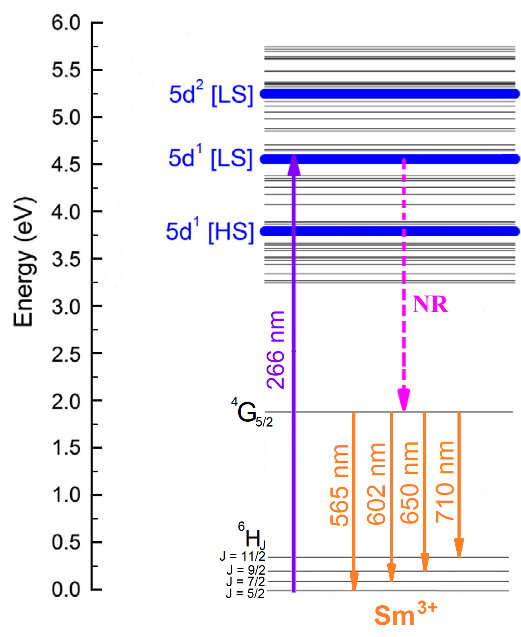 6.0
5.5
5.0
4.5
4.0
3.5
3.0
2.5
2.0
1.5
1.0
0.5
0.0
Energy (eV)
5d² [LS]
5d¹ [LS]
5d¹ [HS]
266 nm
NR
⁴G₅/₂
565 nm
602 nm
650 nm
710 nm
⁶H_J
J = 11/2
J = 9/2
J = 7/2
J = 5/2
Sm³⁺